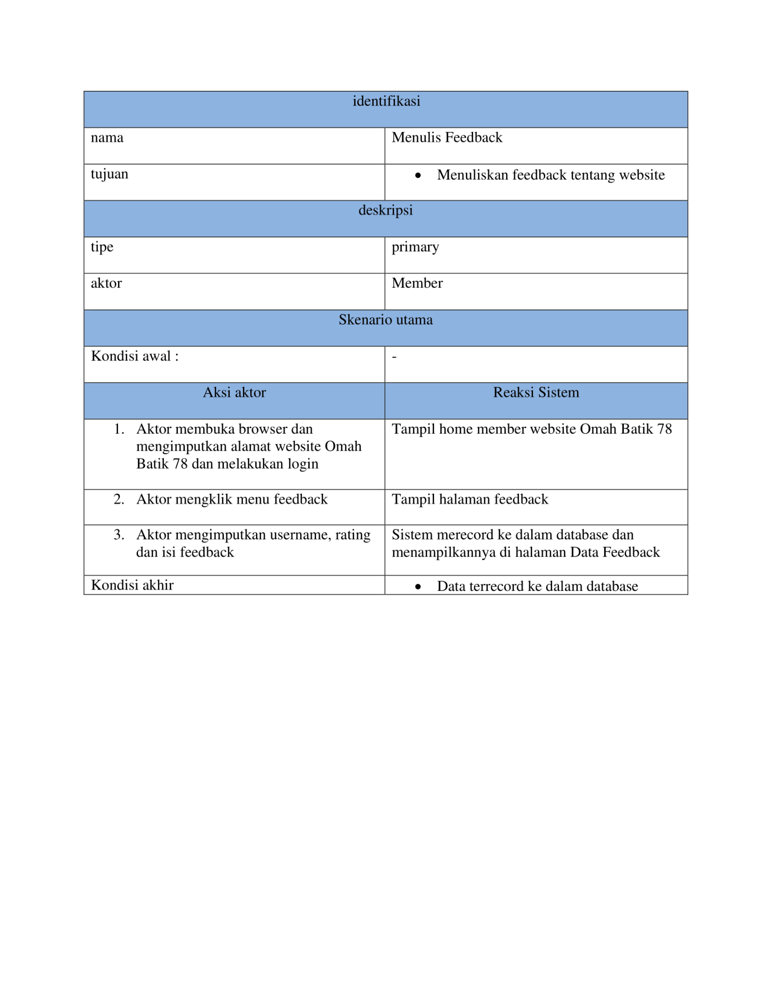 identifikasi
nama
Menulis Feedback
tujuan
• Menuliskan feedback tentang website
deskripsi
tipe
primary
aktor
Member
Skenario utama
Kondisi awal :
-
Aksi aktor
Reaksi Sistem
1. Aktor membuka browser dan
mengimputkan alamat website Omah
Batik 78 dan melakukan login
Tampil home member website Omah Batik 78
2. Aktor mengklik menu feedback
Tampil halaman feedback
3. Aktor mengimputkan username, rating
dan isi feedback
Sistem merecord ke dalam database dan
menampilkannya di halaman Data Feedback
Kondisi akhir
• Data terrecord ke dalam database